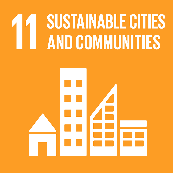 11 SUSTAINABLE CITIES
AND COMMUNITIES